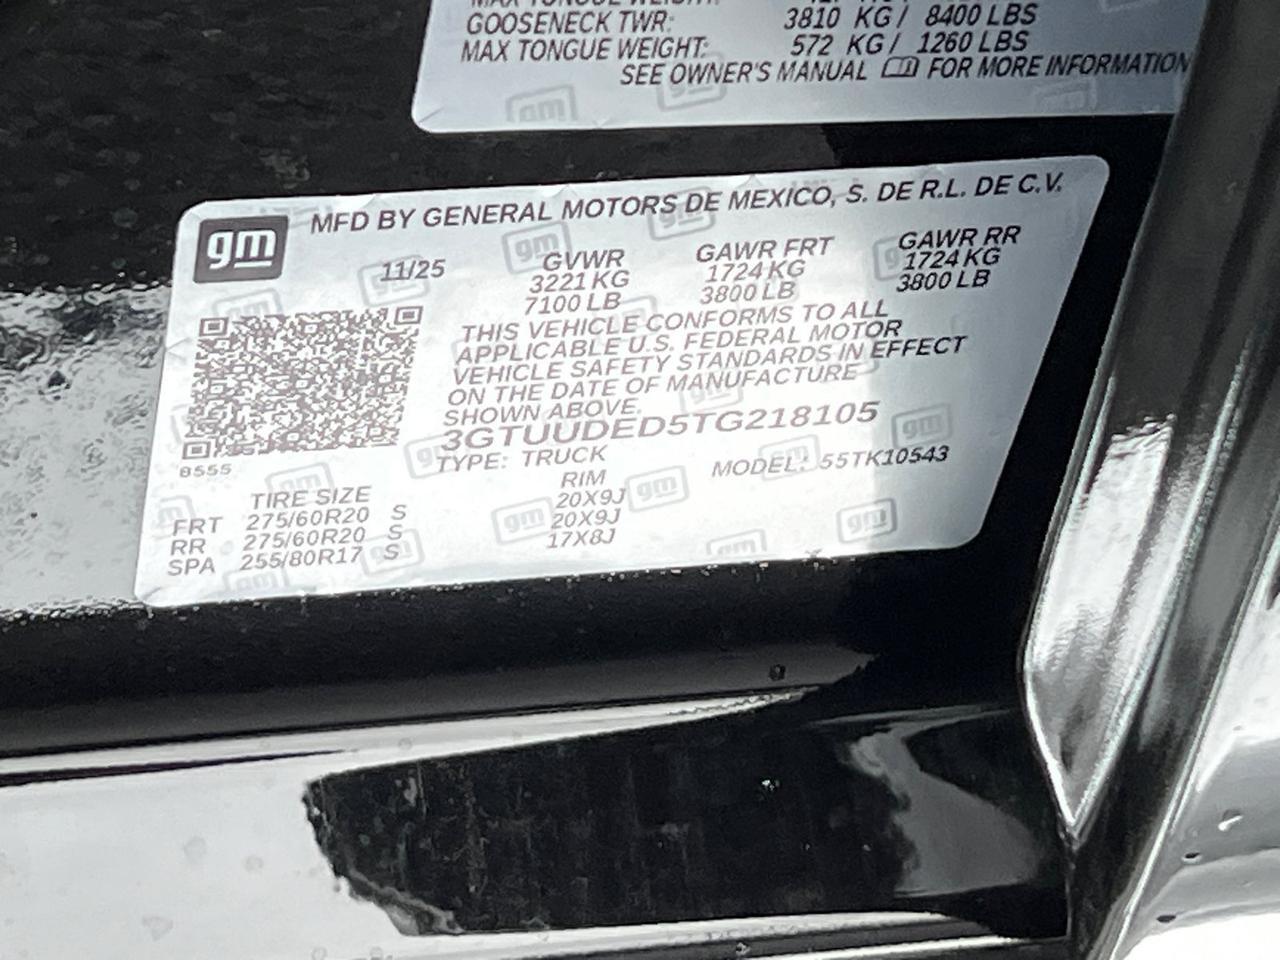 GOOSENECK TWR: 3810 KG / 8400 LBS
MAX TONGUE WEIGHT: 572 KG / 1260 LBS
SEE OWNER'S MANUAL FOR MORE INFORMATION
gm
MFD BY GENERAL MOTORS DE MEXICO, S. DE R.L. DE C.V.
11/25 GVWR GAWR FRT GAWR RR
3221 KG 1724 KG 1724 KG
7100 LB 3800 LB 3800 LB
THIS VEHICLE CONFORMS TO ALL
APPLICABLE U.S. FEDERAL MOTOR
VEHICLE SAFETY STANDARDS IN EFFECT
ON THE DATE OF MANUFACTURE
SHOWN ABOVE.
3GTUUDED5TG218105
8555
TYPE: TRUCK MODEL: 55TK10543
TIRE SIZE RIM
FRT 275/60R20 S 20X9J
RR 275/60R20 S 20X9J
SPA 255/80R17 S 17X8J